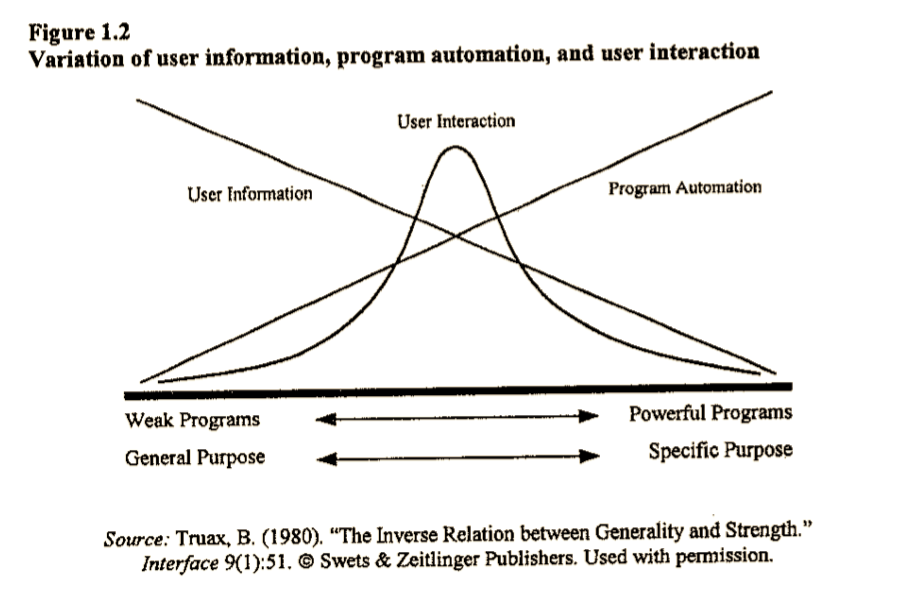 Figure 1.2
Variation of user information, program automation, and user interaction
User Interaction
User Information
Program Automation
Weak Programs
Powerful Programs
General Purpose
Specific Purpose
Source: Truax, B. (1980). “The Inverse Relation between Generality and Strength.”
Interface 9(1):51. © Swets & Zeitlinger Publishers. Used with permission.